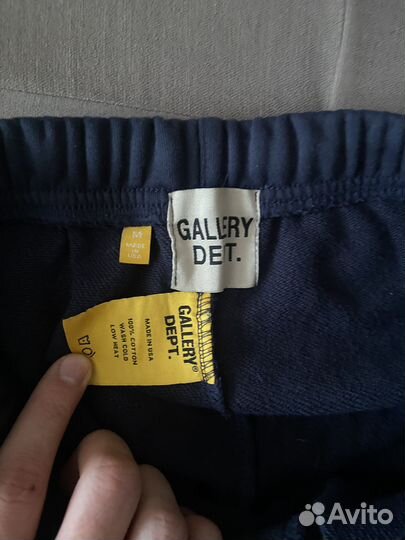 GALLERY
DET.
M
MADE
IN
USA
GALLERY®
DEPT.
MADE IN USA
100% COTTON
WASH COLD
LOW HEAT
Avito